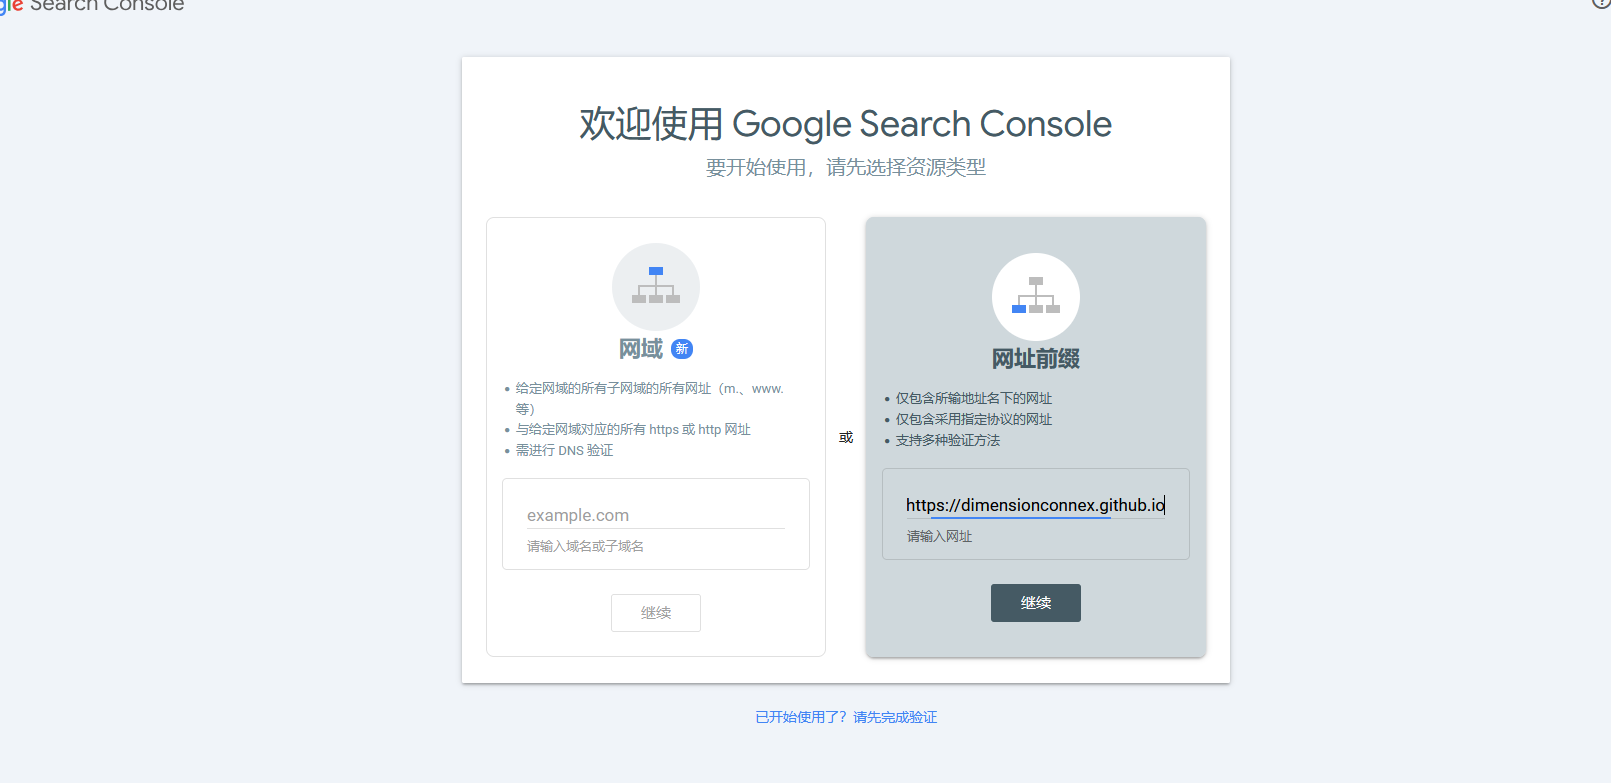 gle Search Console
欢迎使用 Google Search Console
要开始使用，请先选择资源类型
网域 新
• 给定网域的所有子网域的所有网址（m.、www.
等）
• 与给定网域对应的所有 https 或 http 网址
• 需进行 DNS 验证
example.com
请输入域名或子域名
继续
或
网址前缀
• 仅包含所输地址名下的网址
• 仅包含采用指定协议的网址
• 支持多种验证方法
https://dimensionconnex.github.io
请输入网址
继续
已开始使用了？请先完成验证